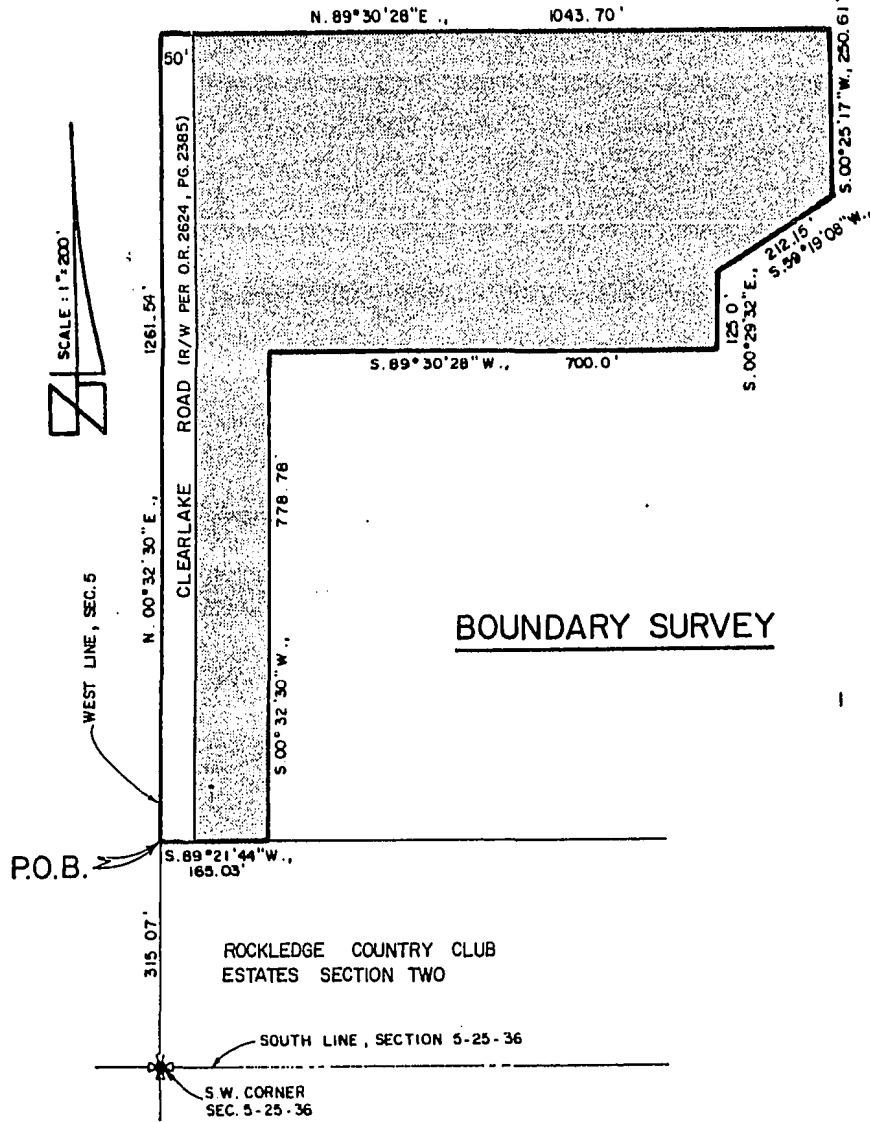 N. 89°30'28"E ., 1043.70'
50'
S.00°25'17"W., 250.61'
SCALE : 1"=200'
1261.54'
CLEARLAKE ROAD (R/W PER O.R. 2624, PG. 2385)
212.15'
S.59°19'08"W.,
125.0'
S.00°29'32"E.,
S.89°30'28"W., 700.0'
778.78'
S.00°32'30"W.,
N. 00°32'30"E.,
WEST LINE, SEC. 5
BOUNDARY SURVEY
P.O.B.
S.89°21'44"W.,
165.03'
315.07'
ROCKLEDGE COUNTRY CLUB
ESTATES SECTION TWO
SOUTH LINE, SECTION 5-25-36
S.W. CORNER
SEC. 5-25-36